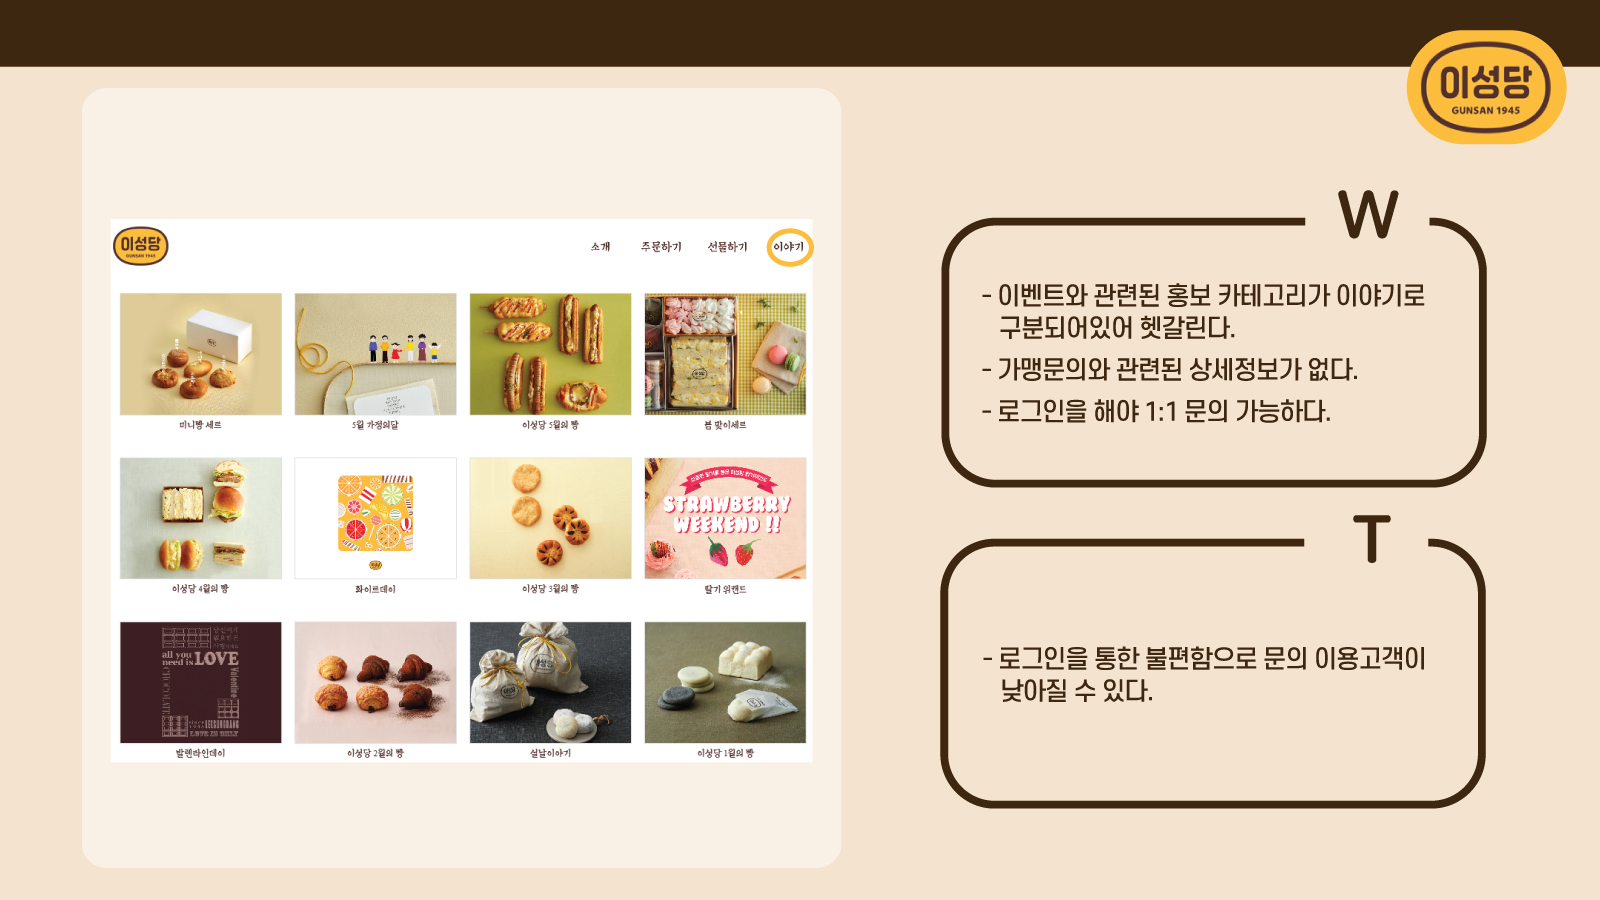 이성당
GUNSAN 1945
이성당
GUNSAN 1945
소개 주문하기 선물하기 이야기
미니빵 세트 5월 가정의달 이성당 5월의 빵 봄 맞이세트
STRAWBERRY
WEEKEND !!
이성당 4월의 빵 화이트데이 이성당 3월의 빵 딸기 위캔드
all you
need is LOVE
Valentine
이성당
발렌타인데이 이성당 2월의 빵 설날이야기 이성당 1월의 빵
W
- 이벤트와 관련된 홍보 카테고리가 이야기로
구분되어있어 헷갈린다.
- 가맹문의와 관련된 상세정보가 없다.
- 로그인을 해야 1:1 문의 가능하다.
T
- 로그인을 통한 불편함으로 문의 이용고객이
낮아질 수 있다.